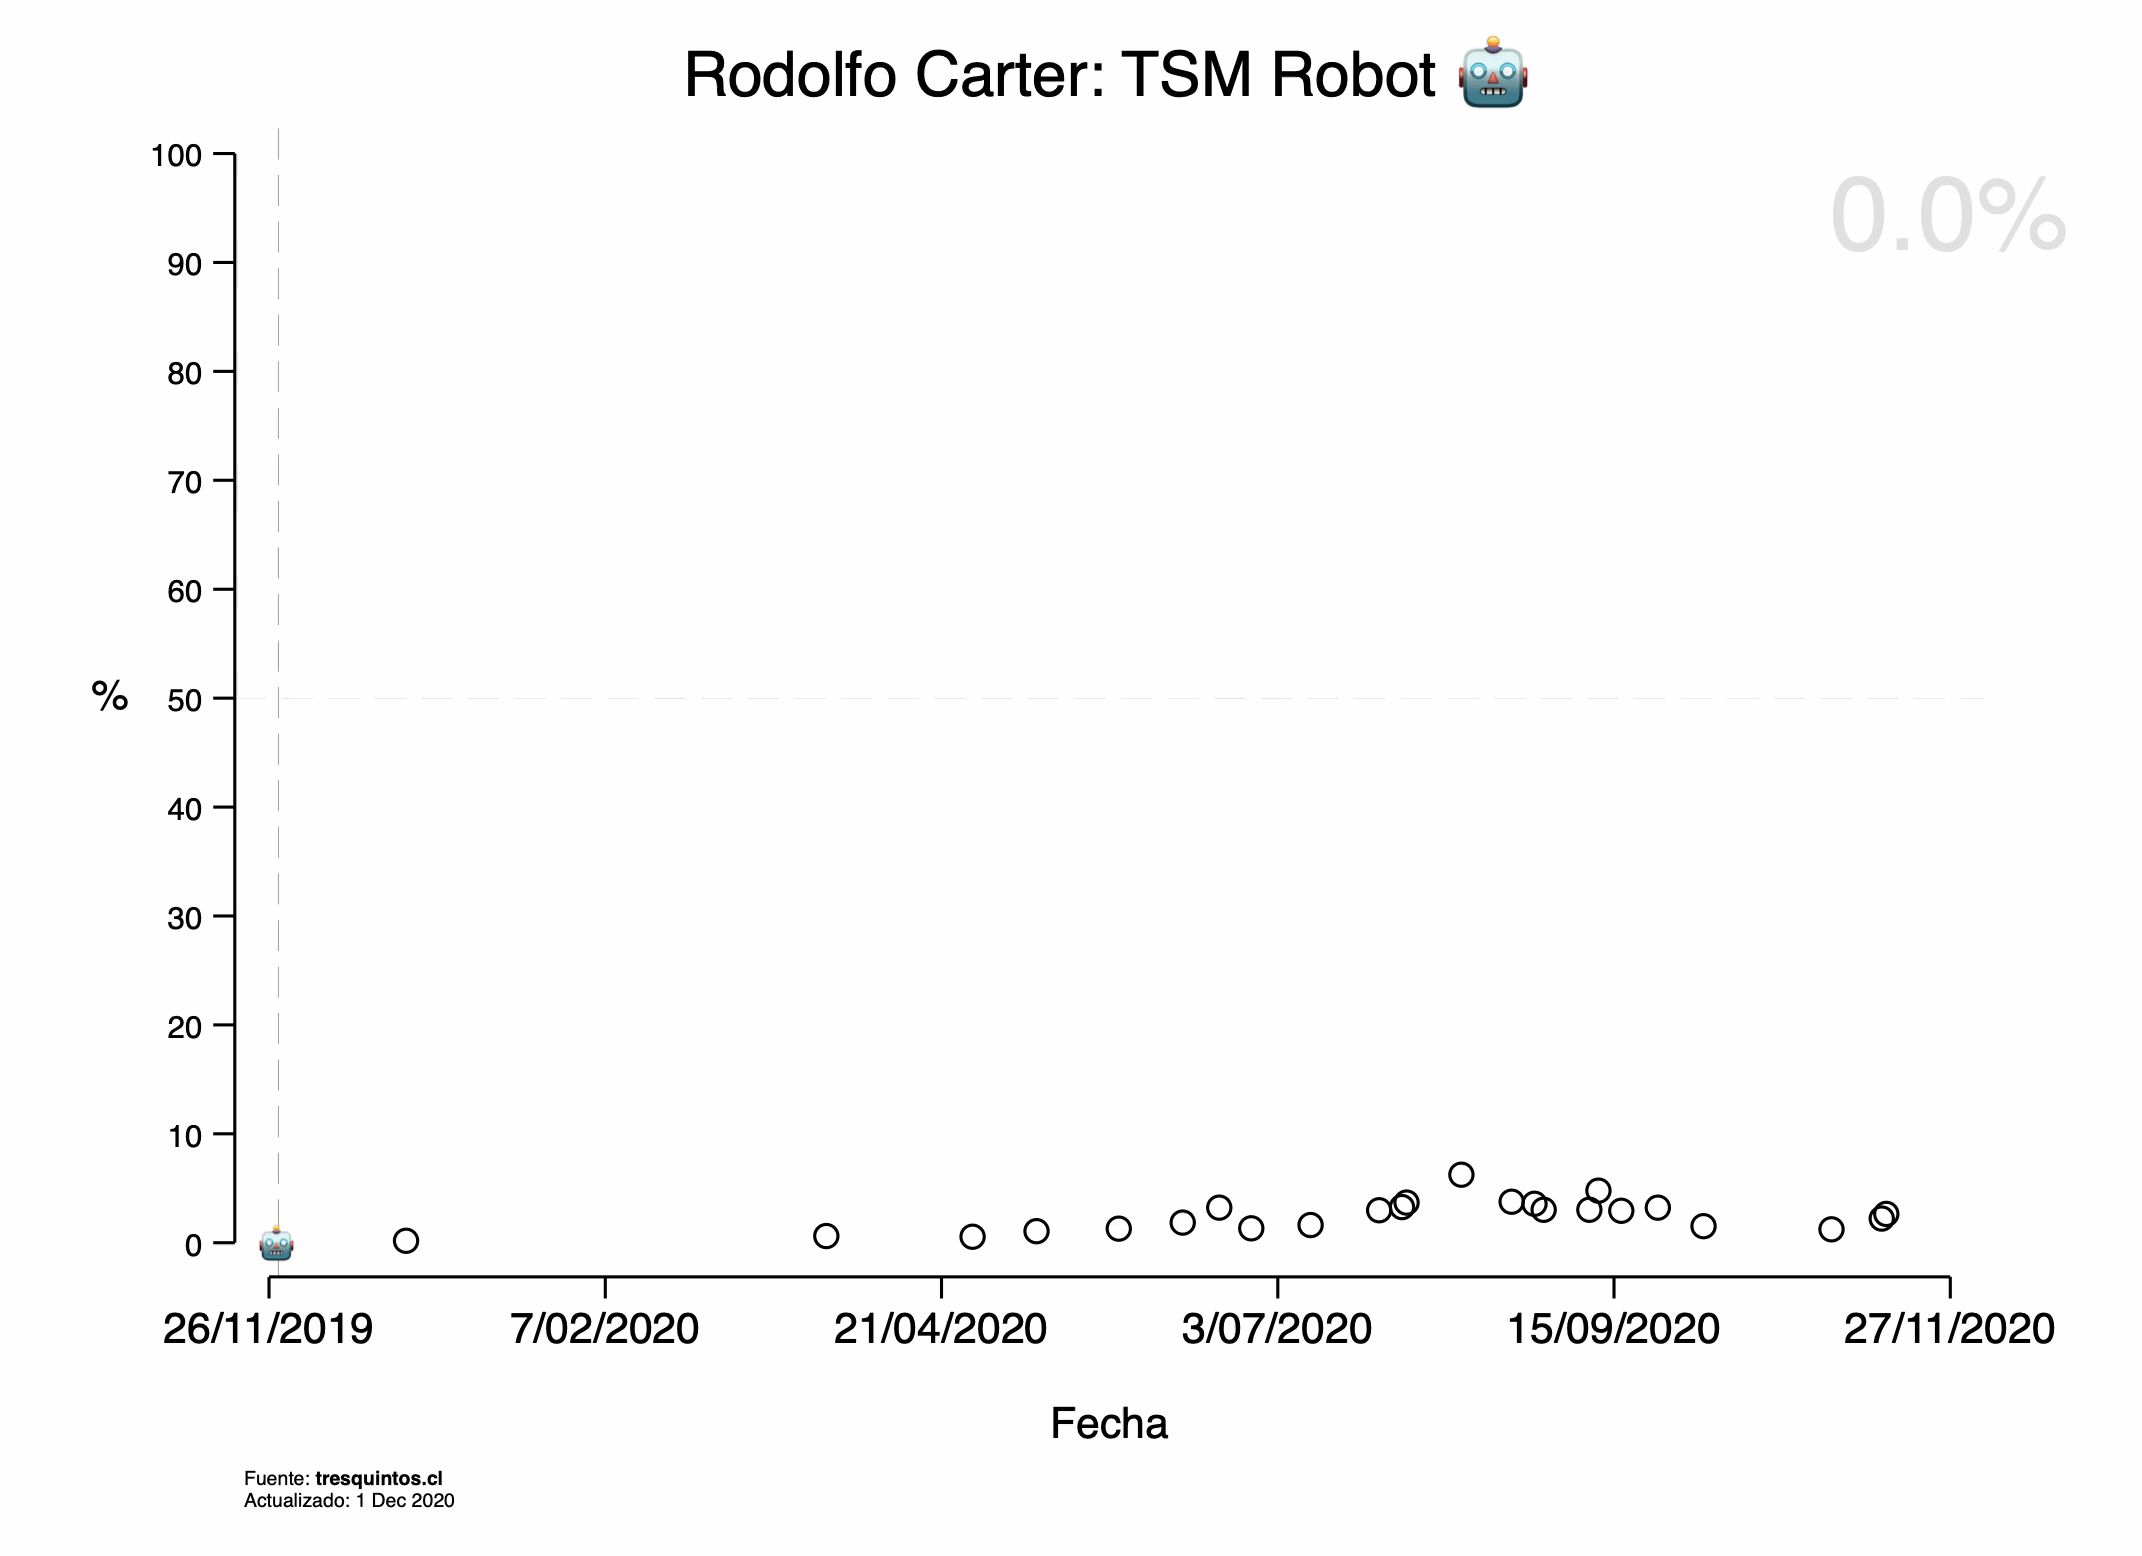 Rodolfo Carter: TSM Robot 🤖
0.0%
100
90
80
70
60
% 50
40
30
20
10
0
26/11/2019 7/02/2020 21/04/2020 3/07/2020 15/09/2020 27/11/2020
Fecha
Fuente: tresquintos.cl
Actualizado: 1 Dec 2020